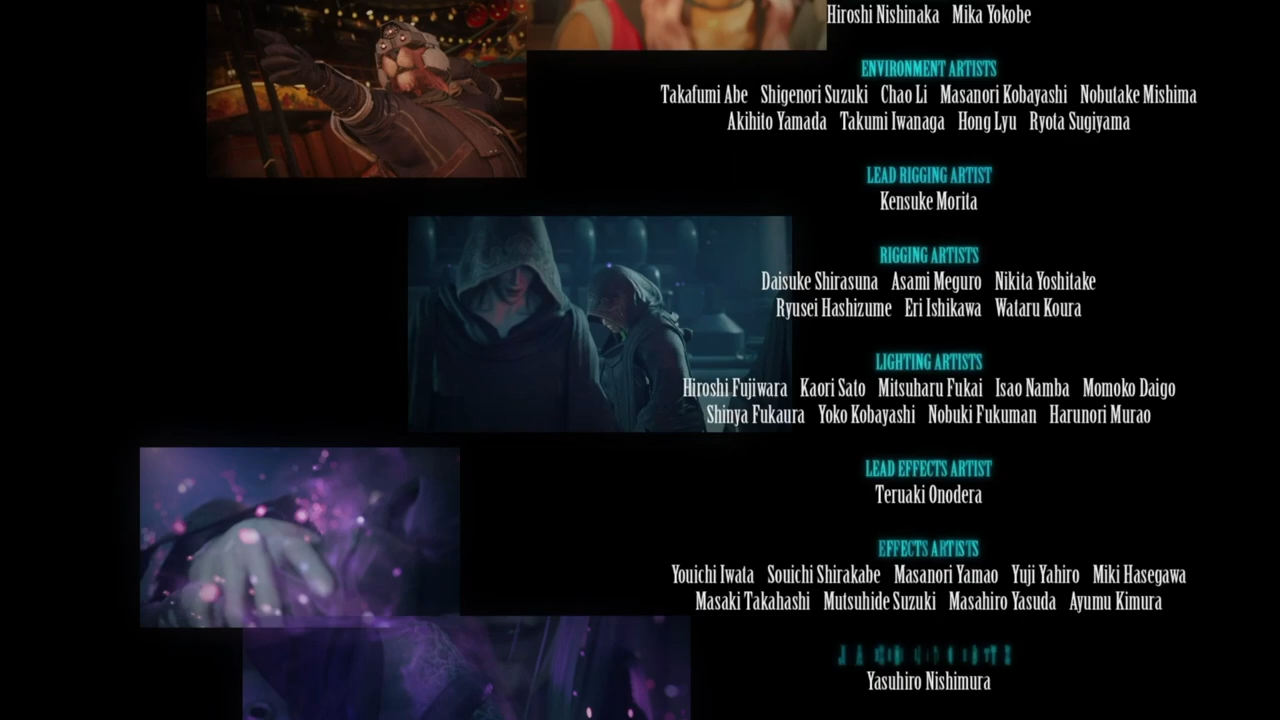 Hiroshi Nishinaka Mika Yokobe
ENVIRONMENT ARTISTS
Takafumi Abe Shigenori Suzuki Chao Li Masanori Kobayashi Nobutake Mishima
Akihito Yamada Takumi Iwanaga Hong Lyu Ryota Sugiyama
LEAD RIGGING ARTIST
Kensuke Morita
RIGGING ARTISTS
Daisuke Shirasuna Asami Meguro Nikita Yoshitake
Ryusei Hashizume Eri Ishikawa Wataru Koura
LIGHTING ARTISTS
Hiroshi Fujiwara Kaori Sato Mitsuharu Fukai Isao Namba Momoko Daigo
Shinya Fukaura Yoko Kobayashi Nobuki Fukuman Harunori Murao
LEAD EFFECTS ARTIST
Teruaki Onodera
EFFECTS ARTISTS
Youichi Iwata Souichi Shirakabe Masanori Yamao Yuji Yahiro Miki Hasegawa
Masaki Takahashi Mutsuhide Suzuki Masahiro Yasuda Ayumu Kimura
Yasuhiro Nishimura